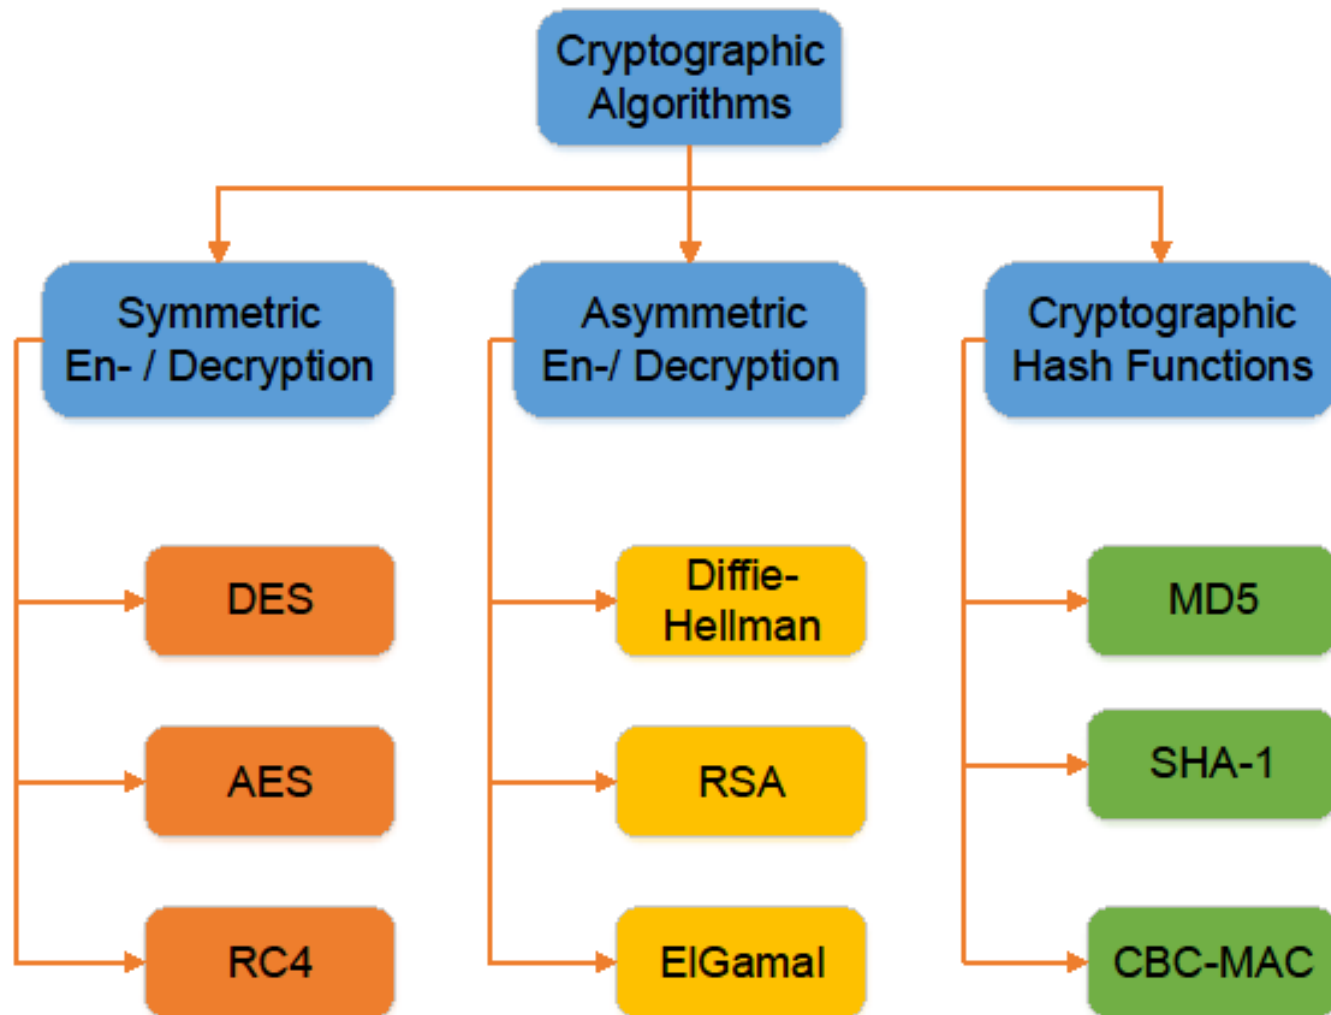 Cryptographic
Algorithms
Symmetric
En- / Decryption
Asymmetric
En-/ Decryption
Cryptographic
Hash Functions
DES
Diffie-
Hellman
MD5
AES
RSA
SHA-1
RC4
ElGamal
CBC-MAC